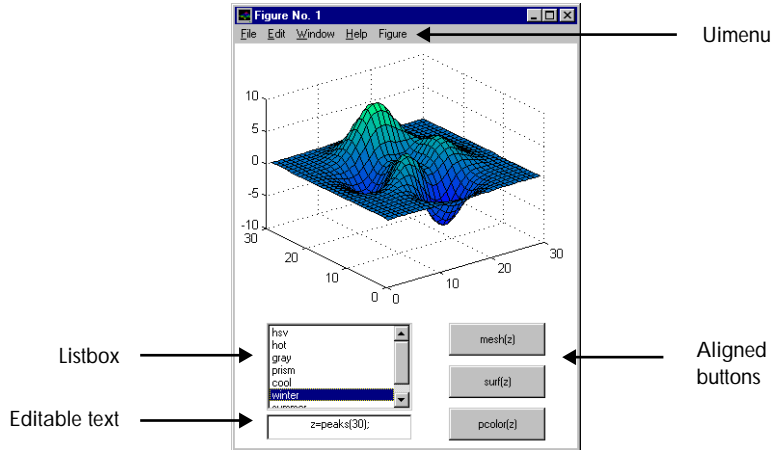 Figure No. 1
File Edit Window Help Figure
Uimenu
10
5
0
-5
-10
30
20
10
0
0
10
20
30
Listbox
hsv
hot
gray
prism
cool
winter
summer
Editable text
z=peaks(30);
mesh(z)
surf(z)
pcolor(z)
Aligned
buttons